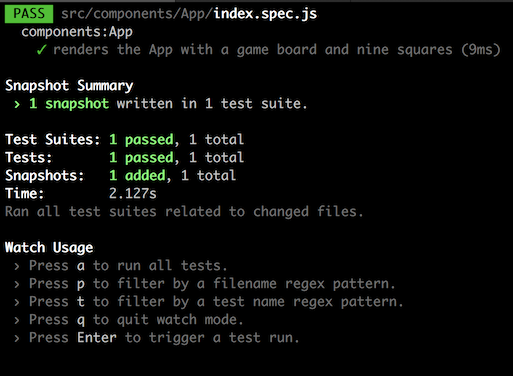 PASS src/components/App/index.spec.js
components:App
✓ renders the App with a game board and nine squares (9ms)
Snapshot Summary
› 1 snapshot written in 1 test suite.
Test Suites: 1 passed, 1 total
Tests: 1 passed, 1 total
Snapshots: 1 added, 1 total
Time: 2.127s
Ran all test suites related to changed files.
Watch Usage
› Press a to run all tests.
› Press p to filter by a filename regex pattern.
› Press t to filter by a test name regex pattern.
› Press q to quit watch mode.
› Press Enter to trigger a test run.